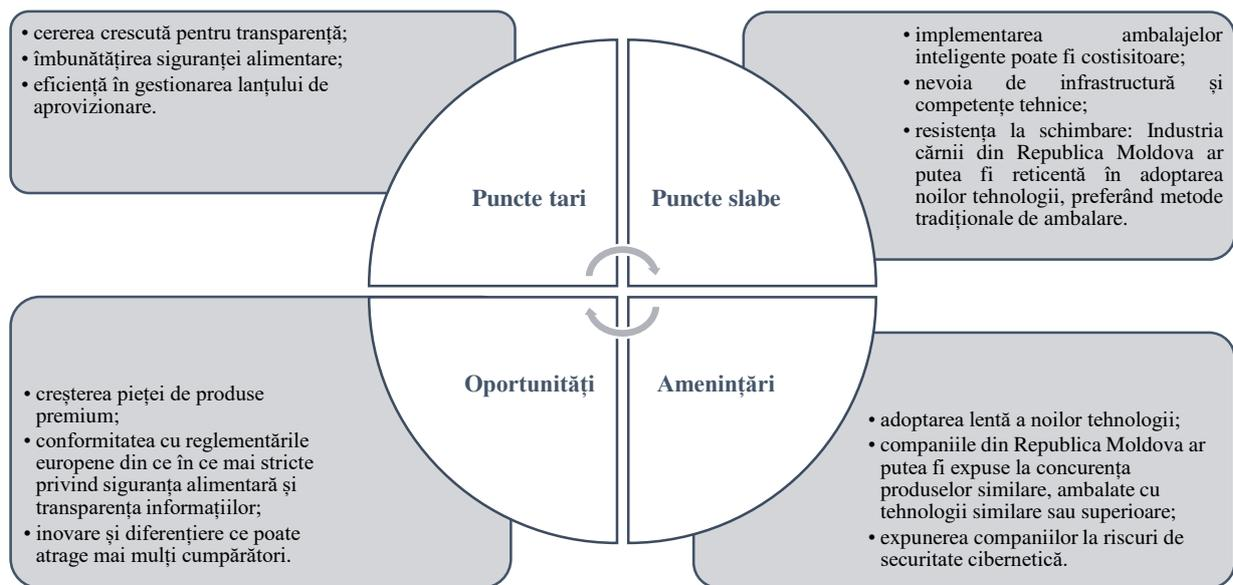 • cererea crescută pentru transparență;
• îmbunătățirea siguranței alimentare;
• eficiență în gestionarea lanțului de
aprovizionare.
Puncte tari
• implementarea ambalajelor
inteligente poate fi costisitoare;
• nevoia de infrastructură și
competențe tehnice;
• resistența la schimbare: Industria
cărnii din Republica Moldova ar
putea fi reticentă în adoptarea
noilor tehnologii, preferând metode
tradiționale de ambalare.
Puncte slabe
Oportunități
• creșterea pieței de produse
premium;
• conformitatea cu reglementările
europene din ce în ce mai stricte
privind siguranța alimentară și
transparența informațiilor;
• inovare și diferențiere ce poate
atrage mai mulți cumpărători.
Amenințări
• adoptarea lentă a noilor tehnologii;
• companiile din Republica Moldova ar
putea fi expuse la concurența
produselor similare, ambalate cu
tehnologii similare sau superioare;
• expunerea companiilor la riscuri de
securitate cibernetică.